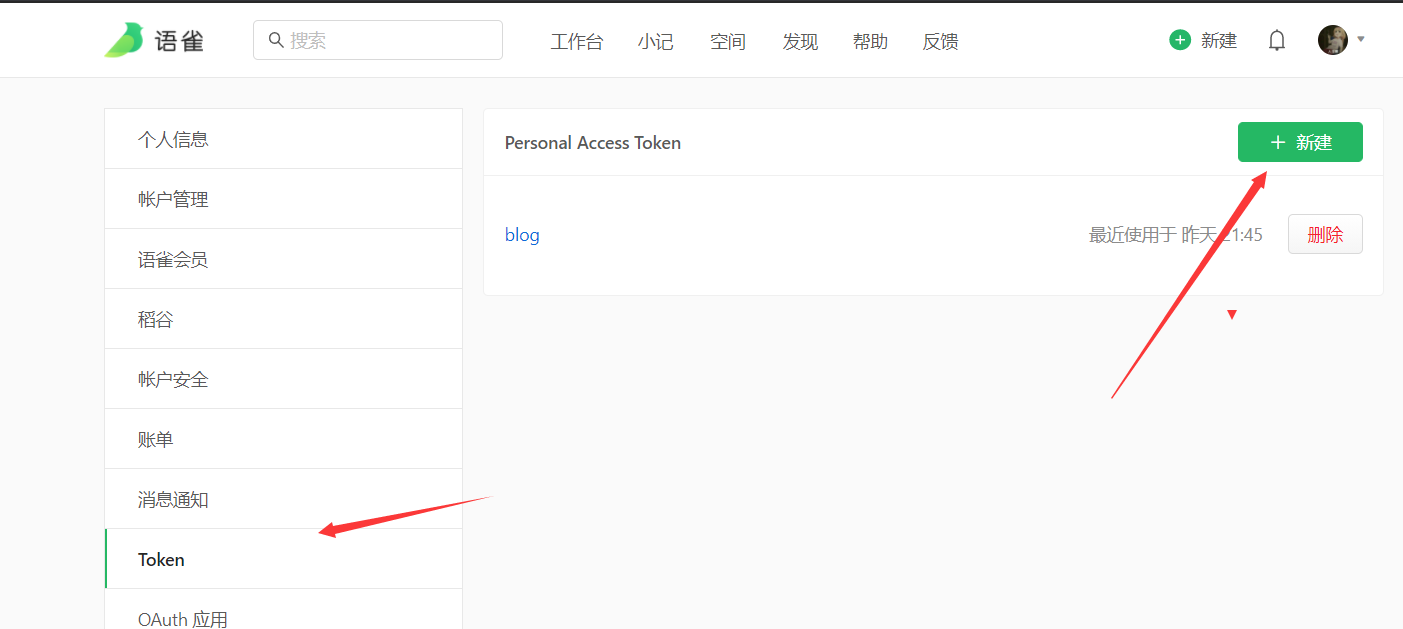 语雀
搜索
工作台 小记 空间 发现 帮助 反馈
新建
个人信息
帐户管理
语雀会员
稻谷
帐户安全
账单
消息通知
Token
OAuth 应用
Personal Access Token
新建
blog
最近使用于 昨天 21:45
删除